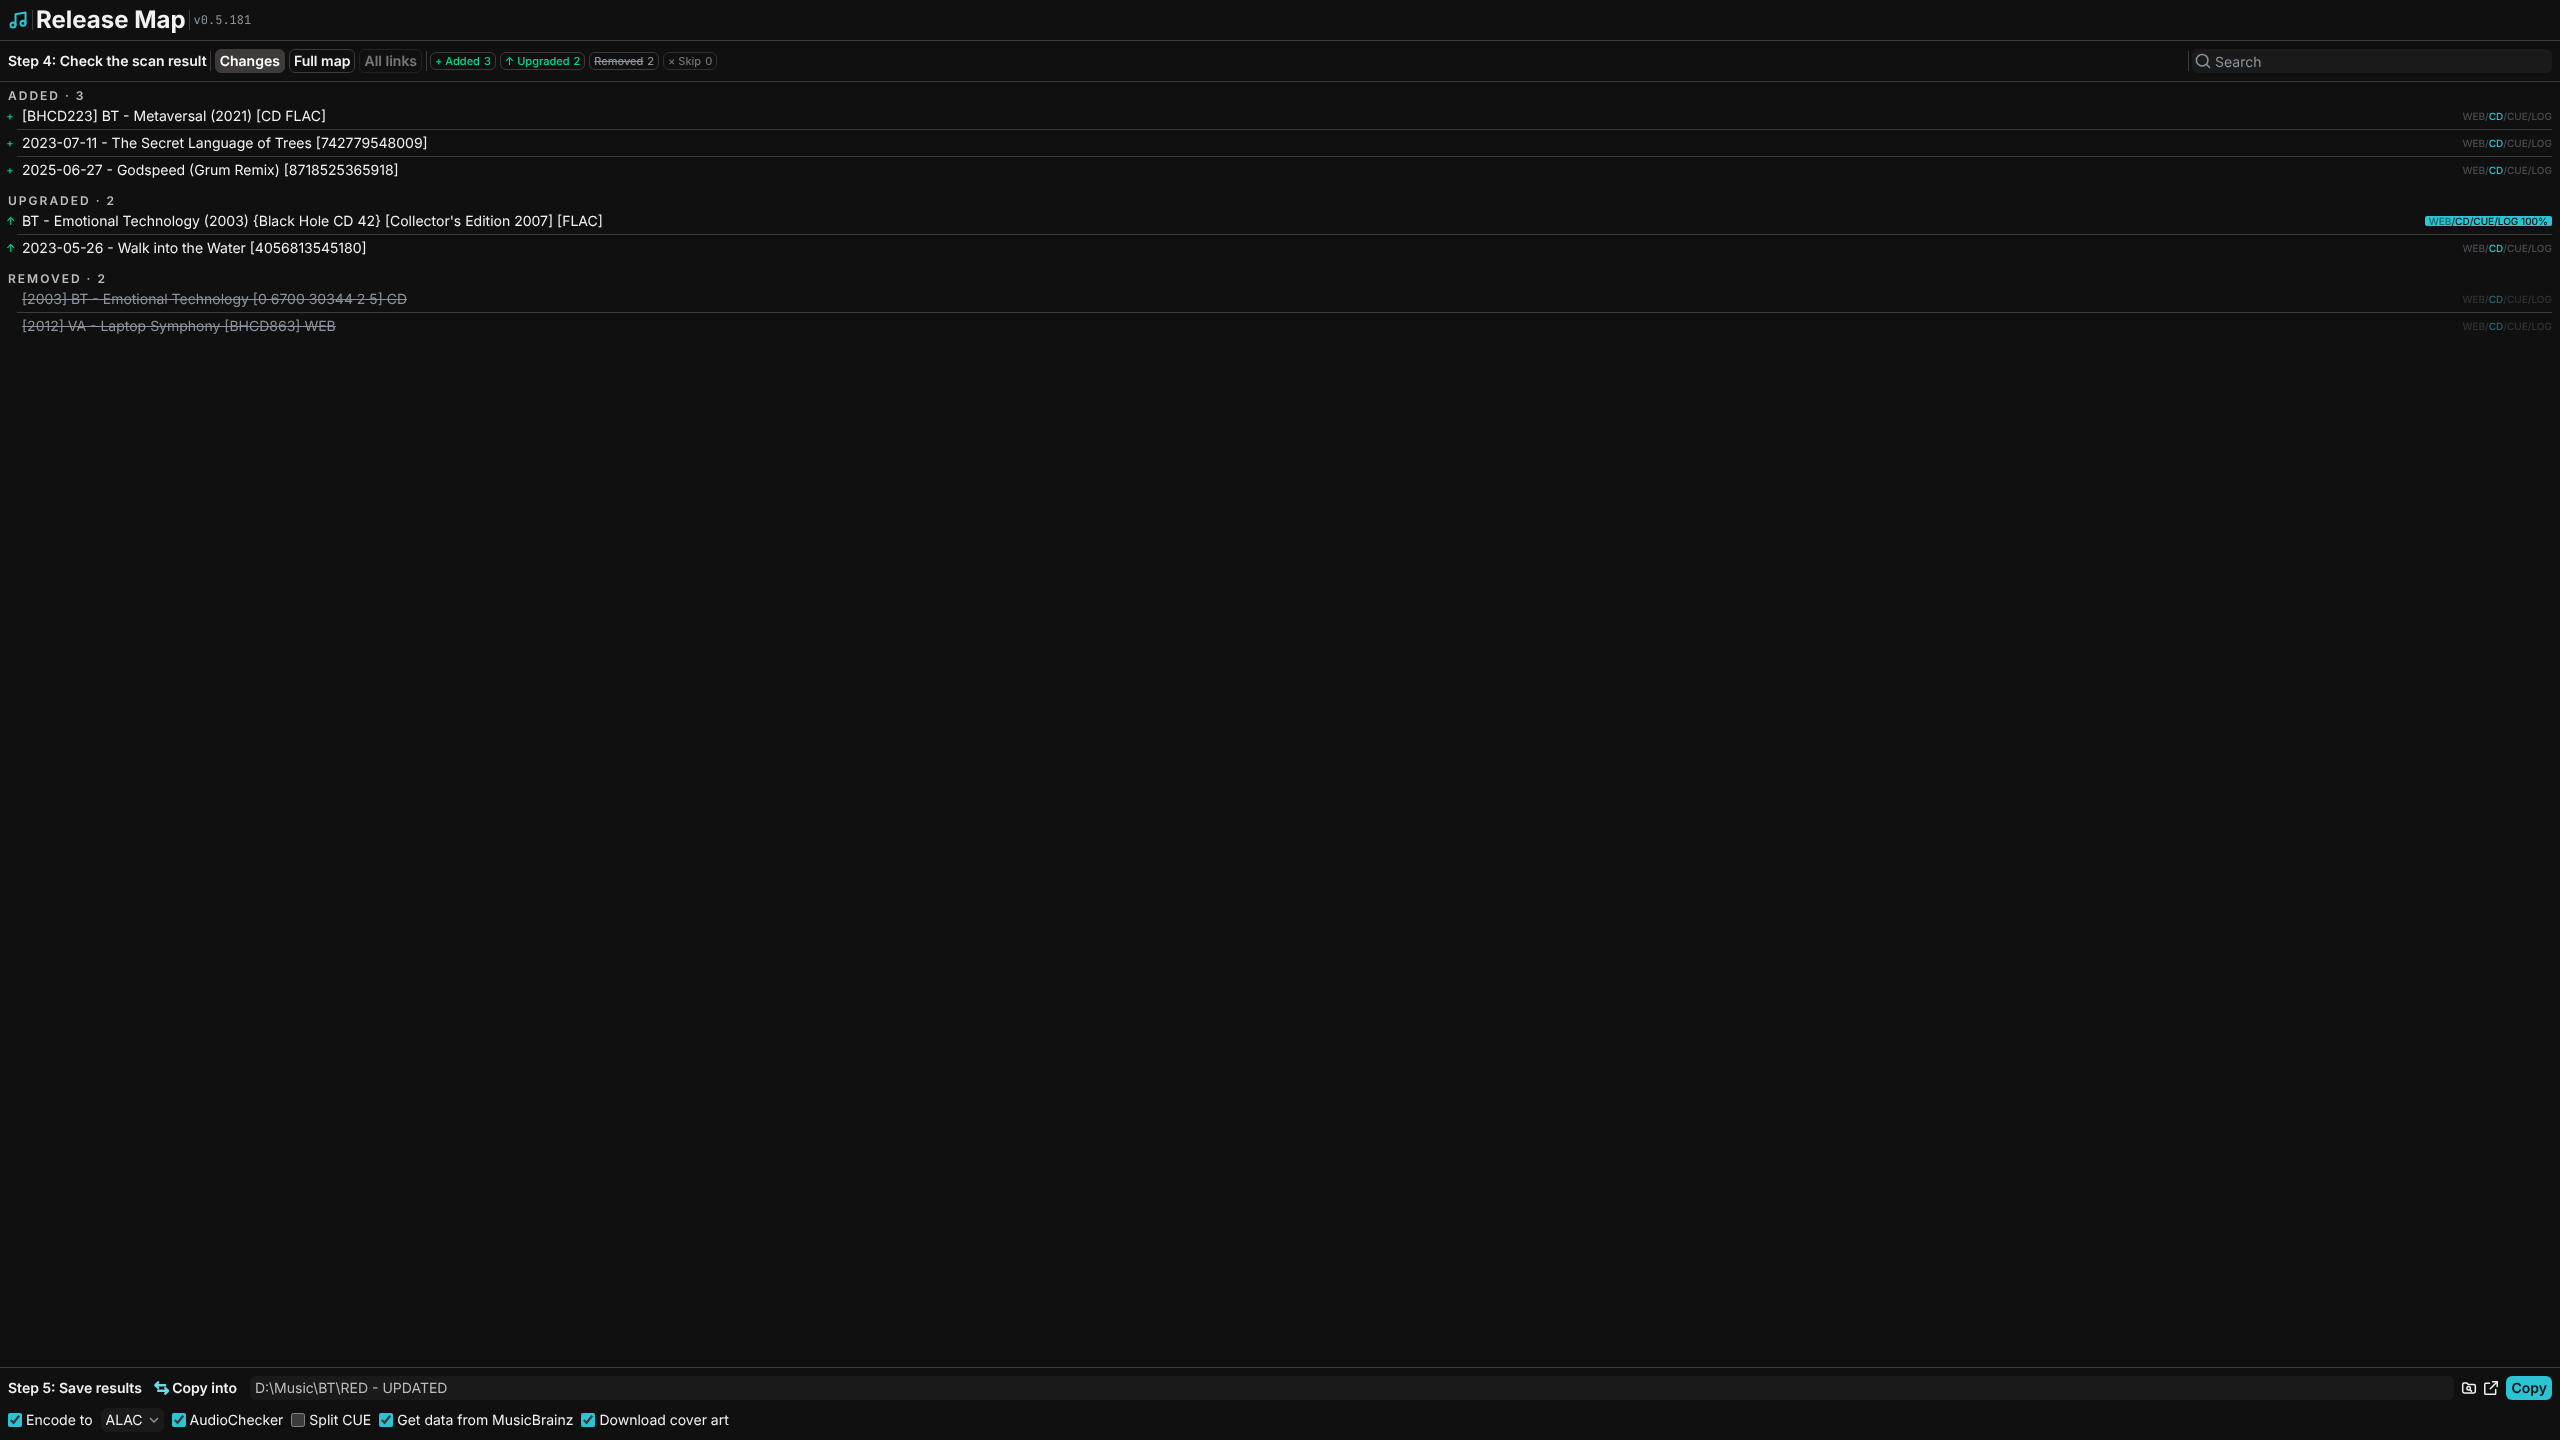 Release Map v0.5.181
Step 4: Check the scan result Changes Full map All links + Added 3 ↑ Upgraded 2 Removed 2 × Skip 0 Search
ADDED · 3
+ [BHCD223] BT - Metaversal (2021) [CD FLAC] WEB/CD/CUE/LOG
+ 2023-07-11 - The Secret Language of Trees [742779548009] WEB/CD/CUE/LOG
+ 2025-06-27 - Godspeed (Grum Remix) [8718525365918] WEB/CD/CUE/LOG
UPGRADED · 2
↑ BT - Emotional Technology (2003) {Black Hole CD 42} [Collector's Edition 2007] [FLAC] WEB/CD/CUE/LOG 100%
↑ 2023-05-26 - Walk into the Water [4056813545180] WEB/CD/CUE/LOG
REMOVED · 2
[2003] BT - Emotional Technology [0 6700 30344 2 5] CD WEB/CD/CUE/LOG
[2012] VA - Laptop Symphony [BHCD863] WEB WEB/CD/CUE/LOG
Step 5: Save results Copy into D:\Music\BT\RED - UPDATED Copy
Encode to ALAC AudioChecker Split CUE Get data from MusicBrainz Download cover art